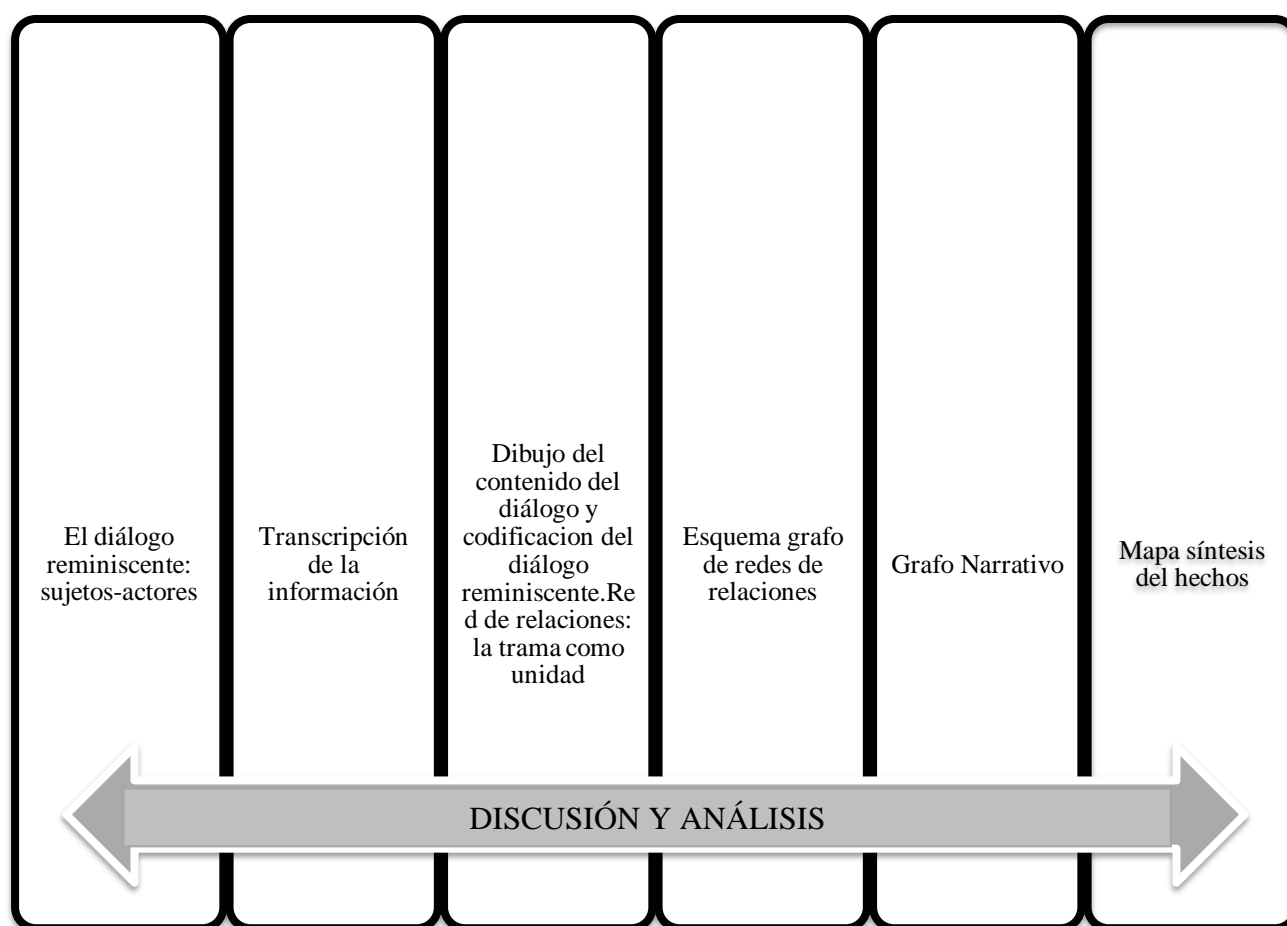 El diálogo
reminiscente:
sujetos-actores
Transcripción
de la
información
Dibujo del
contenido del
diálogo y
codificacion del
diálogo
reminiscente.Re
d de relaciones:
la trama como
unidad
Esquema grafo
de redes de
relaciones
Grafo Narrativo
Mapa síntesis
del hechos
DISCUSIÓN Y ANÁLISIS